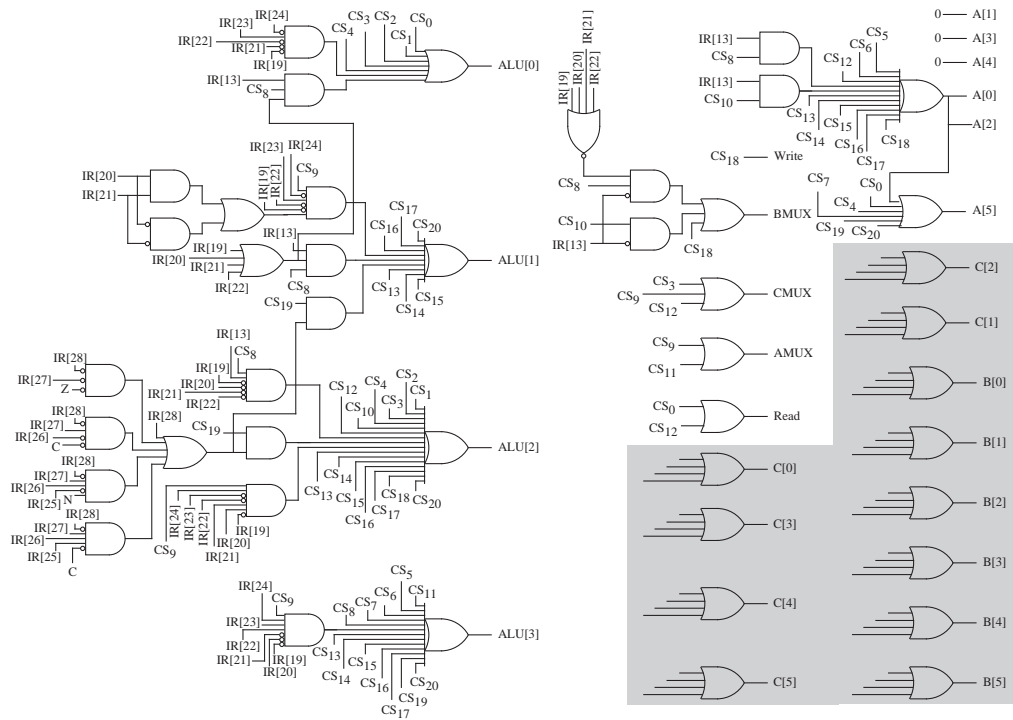 IR[24]
IR[23]
IR[22]
IR[21]
IR[19]
CS4
CS3
CS2
CS1
CS0
ALU[0]
IR[13]
CS8
IR[20]
IR[21]
IR[23]
IR[24]
IR[19]
IR[22]
CS9
IR[19]
IR[20]
IR[21]
IR[22]
IR[13]
CS8
CS17
CS16
CS20
ALU[1]
CS13
CS15
CS14
CS19
IR[28]
IR[27]
Z
IR[28]
IR[27]
IR[26]
C
IR[28]
IR[27]
IR[26]
IR[25]
N
IR[28]
IR[27]
IR[26]
IR[25]
C
IR[28]
IR[13]
CS8
IR[19]
IR[20]
IR[21]
IR[22]
CS19
CS9
IR[24]
IR[23]
IR[22]
IR[21]
IR[20]
IR[19]
CS12
CS10
CS4
CS3
CS2
CS1
ALU[2]
CS13
CS14
CS15
CS16
CS17
CS18
CS20
IR[24]
CS9
IR[23]
IR[22]
IR[21]
IR[20]
IR[19]
CS8
CS7
CS6
CS5
CS11
ALU[3]
CS13
CS14
CS15
CS16
CS17
CS19
CS20
IR[19]
IR[20]
IR[21]
IR[22]
CS8
CS10
IR[13]
CS18
BMUX
CS3
CS9
CS12
CMUX
CS9
CS11
AMUX
CS0
CS12
Read
0 A[1]
0 A[3]
0 A[4]
IR[13]
CS8
IR[13]
CS10
CS12
CS6
CS5
CS13
CS14
CS15
CS16
CS17
CS18
A[0]
A[2]
CS18 Write
CS7
CS0
CS4
CS19
CS20
A[5]
C[2]
C[1]
B[0]
B[1]
C[0]
B[2]
C[3]
B[3]
C[4]
B[4]
C[5]
B[5]